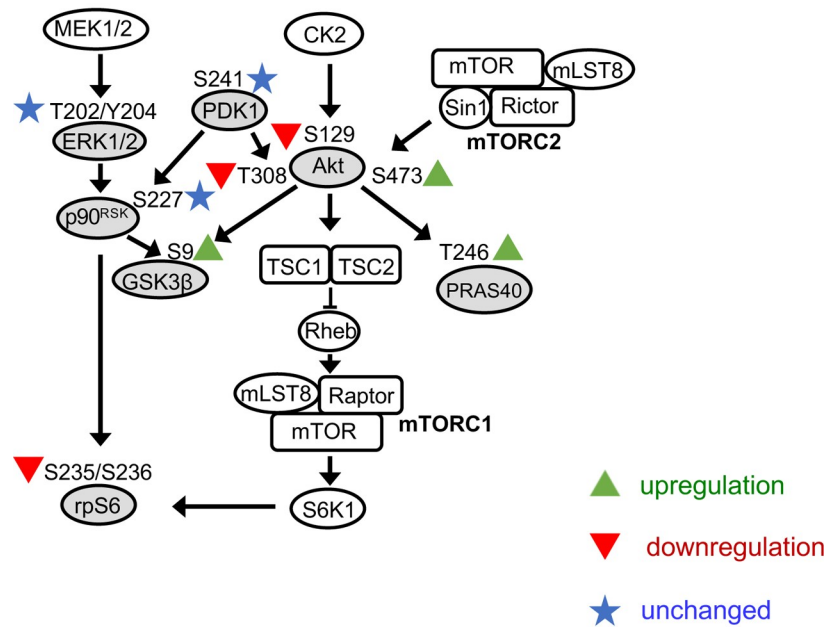 MEK1/2
CK2
mTOR
mLST8
Sin1
Rictor
mTORC2
S241
PDK1
T202/Y204
ERK1/2
S129
Akt
T308
S473
p90RSK
S227
S9
GSK3β
TSC1
TSC2
T246
PRAS40
Rheb
mLST8
Raptor
mTOR
mTORC1
S235/S236
rpS6
S6K1
upregulation
downregulation
unchanged